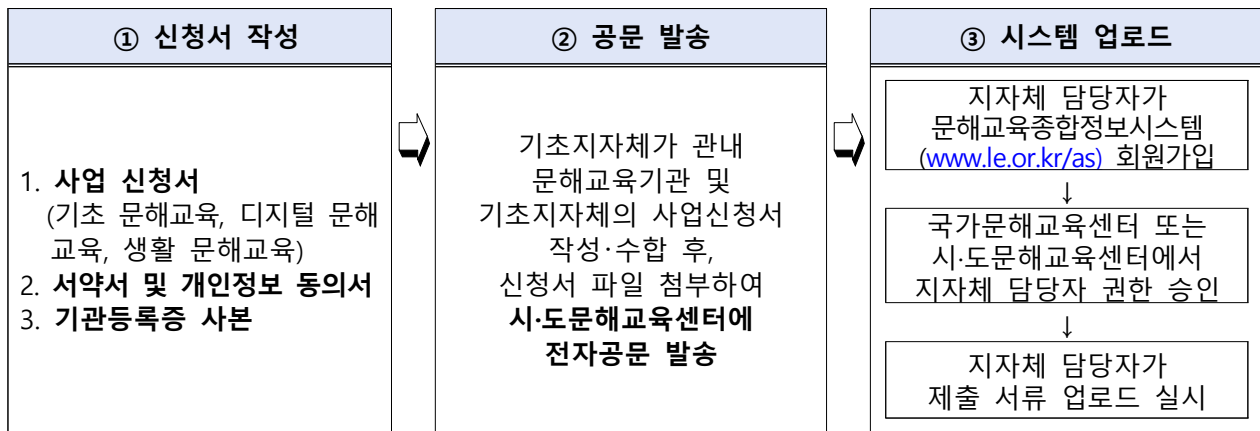 ① 신청서 작성
1. 사업 신청서
(기초 문해교육, 디지털 문해
교육, 생활 문해교육)
2. 서약서 및 개인정보 동의서
3. 기관등록증 사본
② 공문 발송
기초지자체가 관내
문해교육기관 및
기초지자체의 사업신청서
작성·수합 후,
신청서 파일 첨부하여
시·도문해교육센터에
전자공문 발송
③ 시스템 업로드
지자체 담당자가
문해교육종합정보시스템
(www.le.or.kr/as) 회원가입
↓
국가문해교육센터 또는
시·도문해교육센터에서
지자체 담당자 권한 승인
↓
지자체 담당자가
제출 서류 업로드 실시